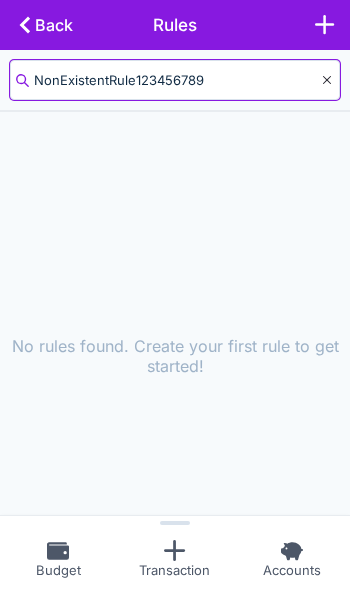 Back
Rules
NonExistentRule123456789
No rules found. Create your first rule to get
started!
Budget
Transaction
Accounts